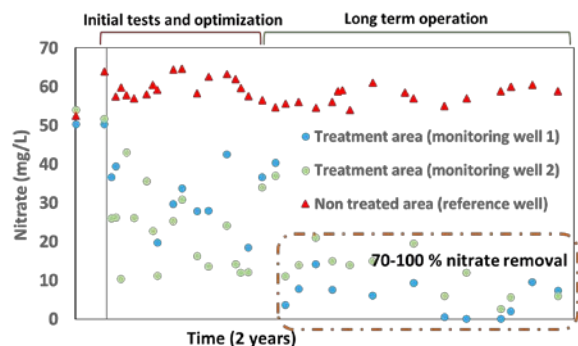 Initial tests and optimization
Long term operation
70
60
50
40
30
20
10
0
Nitrate (mg/L)
Treatment area (monitoring well 1)
Treatment area (monitoring well 2)
Non treated area (reference well)
70-100 % nitrate removal
Time (2 years)